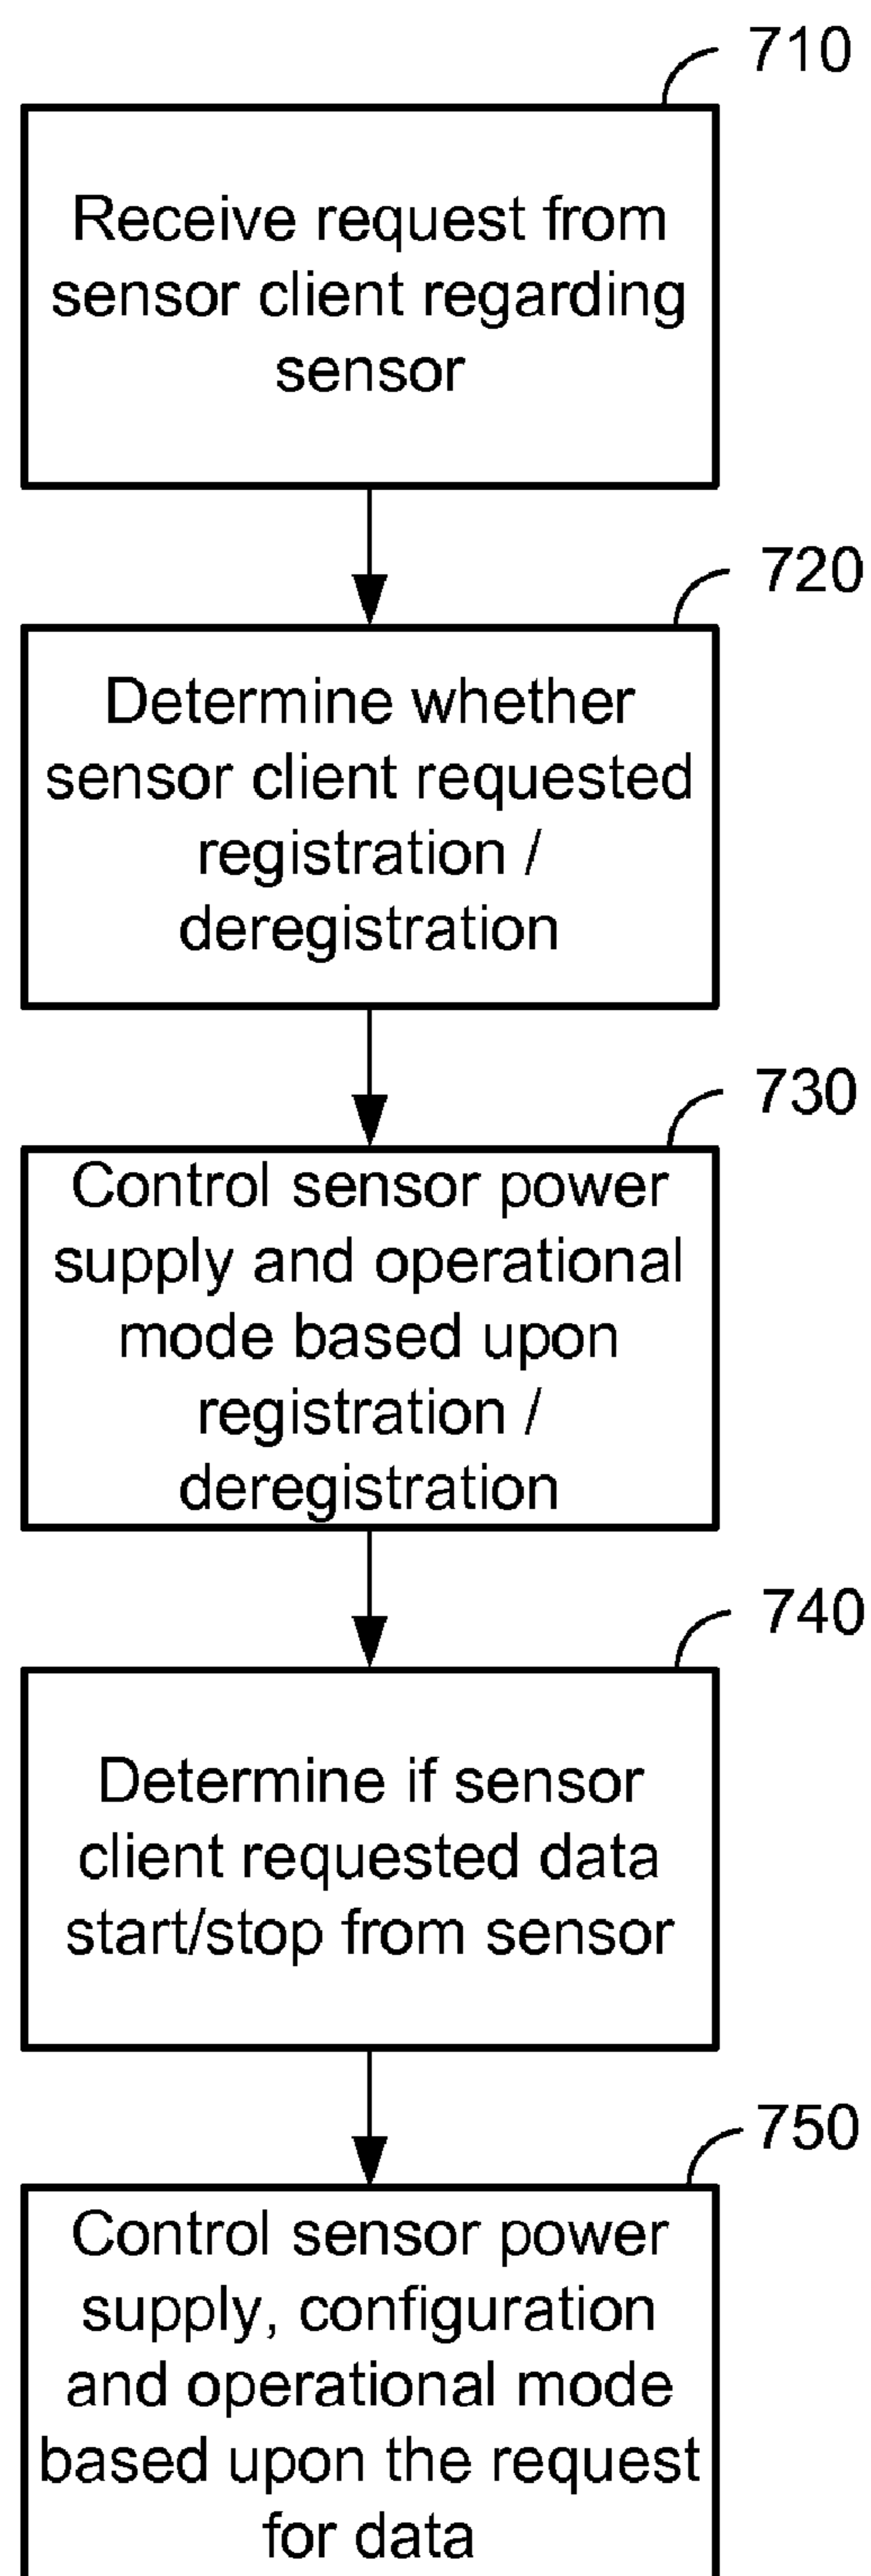 710
Receive request from
sensor client regarding
sensor
720
Determine whether
sensor client requested
registration /
deregistration
730
Control sensor power
supply and operational
mode based upon
registration /
deregistration
740
Determine if sensor
client requested data
start/stop from sensor
750
Control sensor power
supply, configuration
and operational mode
based upon the request
for data